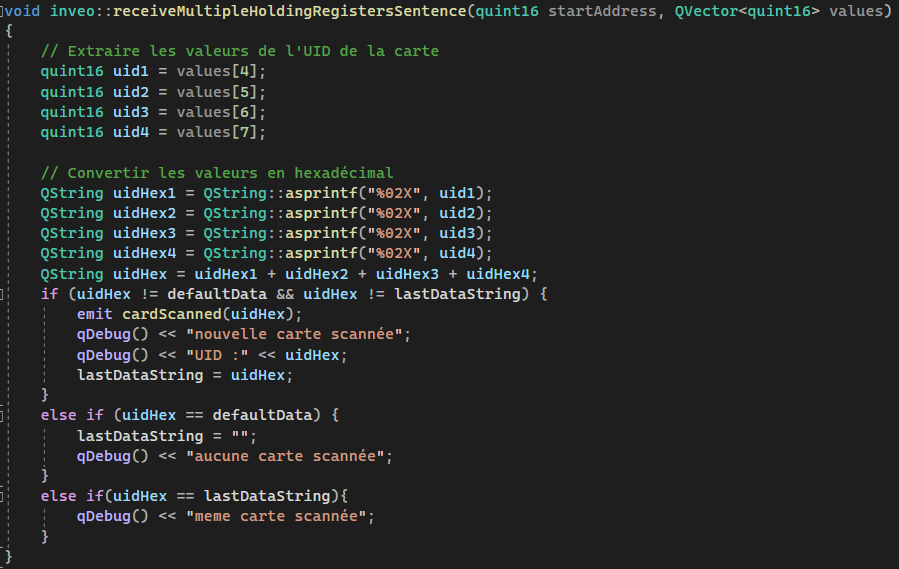 void inveo::receiveMultipleHoldingRegistersSentence(quint16 startAddress, QVector<quint16> values)
{
    // Extraire les valeurs de l'UID de la carte
    quint16 uid1 = values[4];
    quint16 uid2 = values[5];
    quint16 uid3 = values[6];
    quint16 uid4 = values[7];

    // Convertir les valeurs en hexadécimal
    QString uidHex1 = QString::asprintf("%02X", uid1);
    QString uidHex2 = QString::asprintf("%02X", uid2);
    QString uidHex3 = QString::asprintf("%02X", uid3);
    QString uidHex4 = QString::asprintf("%02X", uid4);
    QString uidHex = uidHex1 + uidHex2 + uidHex3 + uidHex4;
    if (uidHex != defaultData && uidHex != lastDataString) {
        emit cardScanned(uidHex);
        qDebug() << "nouvelle carte scannée";
        qDebug() << "UID :" << uidHex;
        lastDataString = uidHex;
    }
    else if (uidHex == defaultData) {
        lastDataString = "";
        qDebug() << "aucune carte scannée";
    }
    else if(uidHex == lastDataString){
        qDebug() << "meme carte scannée";
    }
}